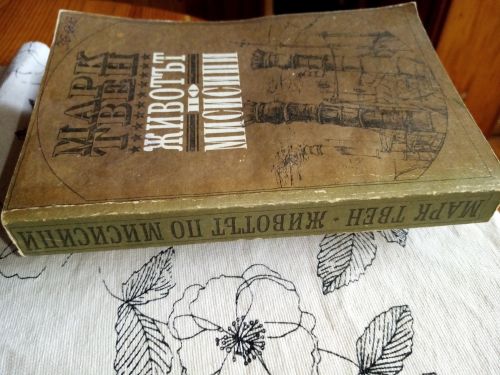 МАРК
ТВЕН
ЖИВОТЪТ
ПО
МИСИСИПИ
МАРК ТВЕН · ЖИВОТЪТ ПО МИСИСИПИ